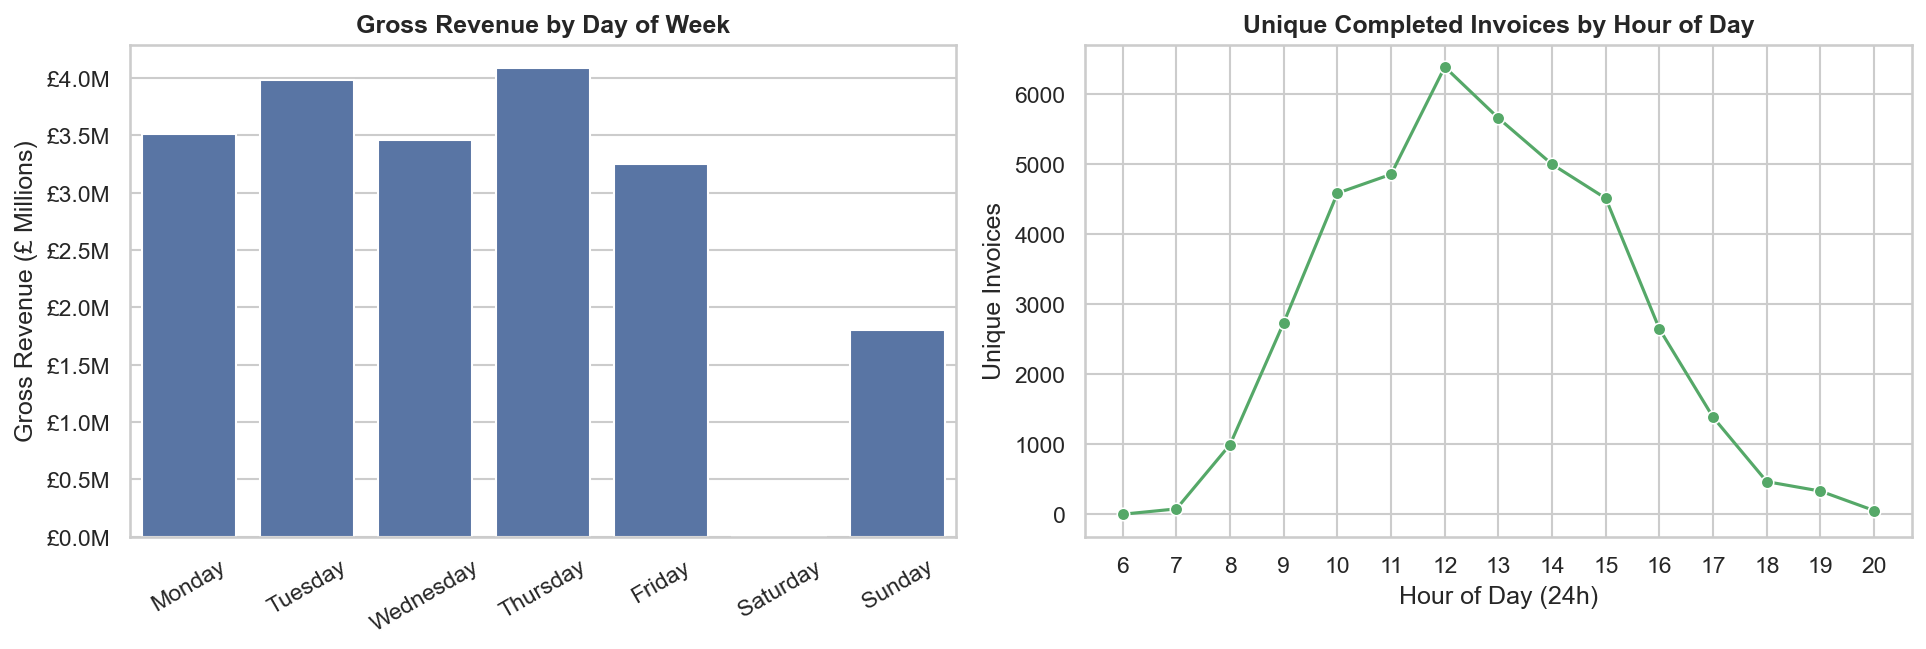 Gross Revenue by Day of Week
Gross Revenue (£ Millions)
£4.0M
£3.5M
£3.0M
£2.5M
£2.0M
£1.5M
£1.0M
£0.5M
£0.0M
Monday Tuesday Wednesday Thursday Friday Saturday Sunday
Unique Completed Invoices by Hour of Day
Unique Invoices
6000
5000
4000
3000
2000
1000
0
6 7 8 9 10 11 12 13 14 15 16 17 18 19 20
Hour of Day (24h)